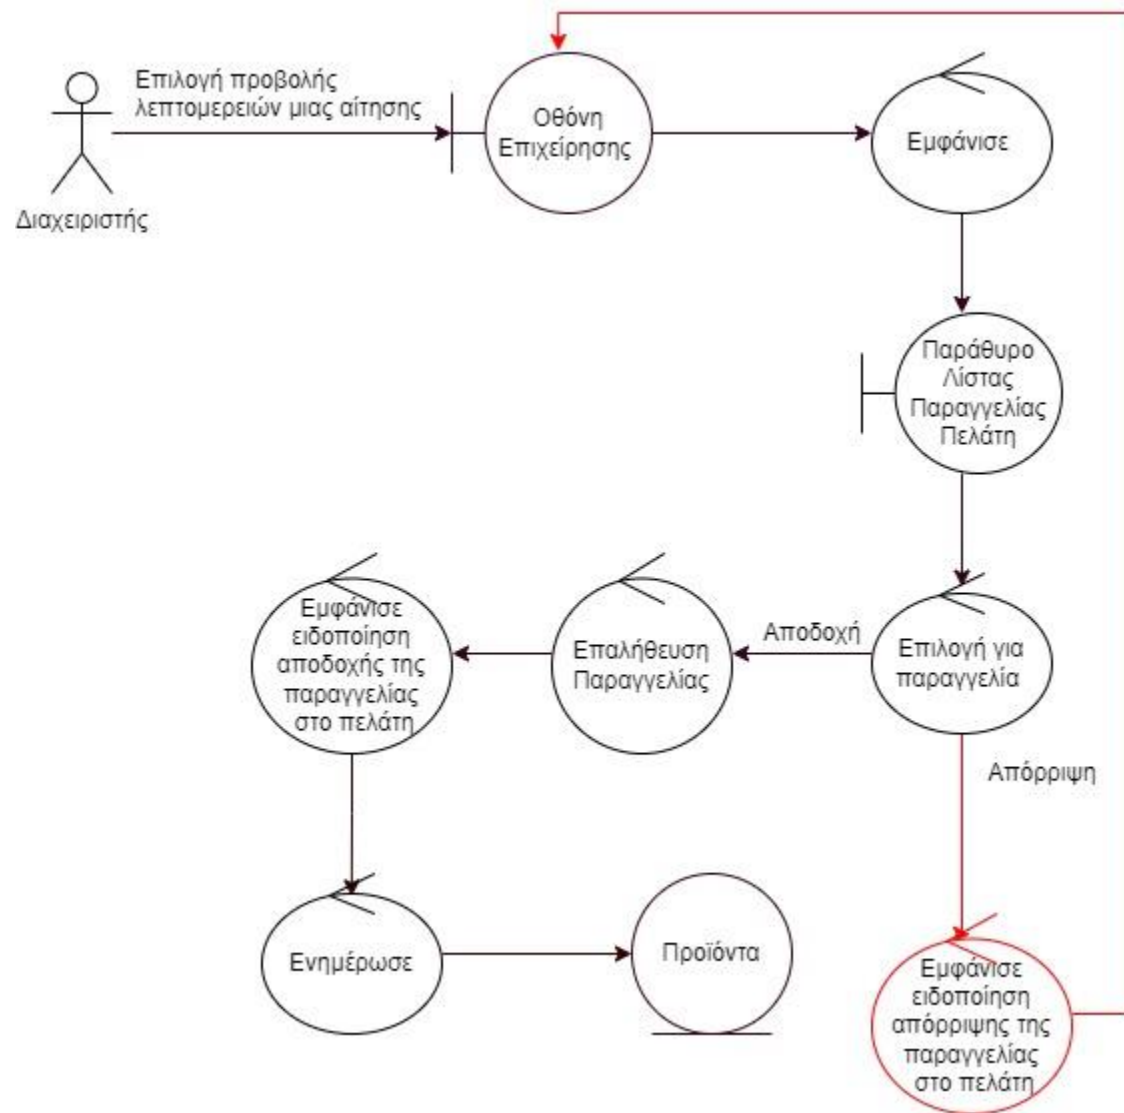 Επιλογή προβολής
λεπτομερειών μιας αίτησης
Διαχειριστής
Οθόνη
Επιχείρησης
Εμφάνισε
Παράθυρο
Λίστας
Παραγγελίας
Πελάτη
Επιλογή για
παραγγελία
Αποδοχή
Επαλήθευση
Παραγγελίας
Εμφάνισε
ειδοποίηση
αποδοχής της
παραγγελίας
στο πελάτη
Απόρριψη
Ενημέρωσε
Προϊόντα
Εμφάνισε
ειδοποίηση
απόρριψης της
παραγγελίας
στο πελάτη